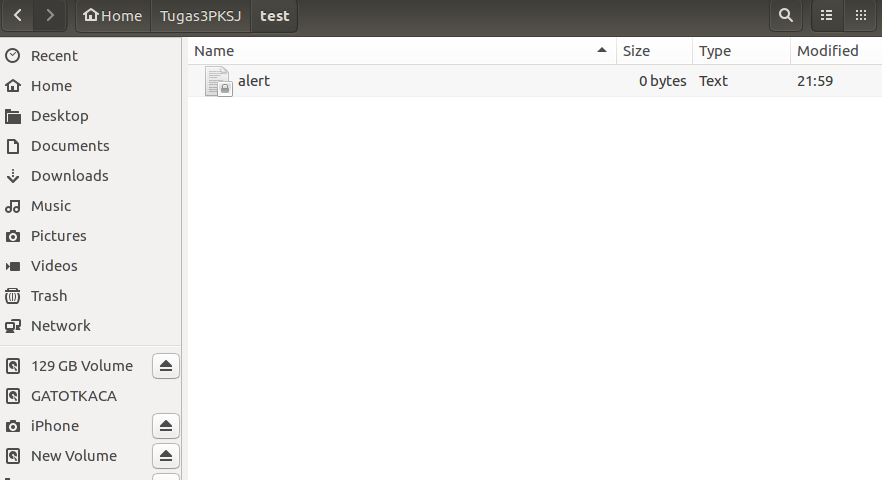 Home Tugas3PKSJ test
Name Size Type Modified
alert 0 bytes Text 21:59
Recent
Home
Desktop
Documents
Downloads
Music
Pictures
Videos
Trash
Network
129 GB Volume
GATOTKACA
iPhone
New Volume